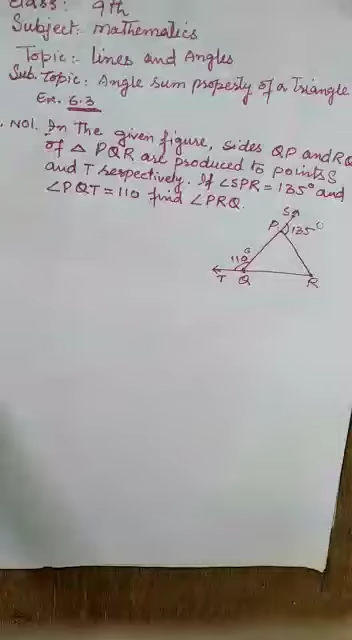 Class: 9th
Subject: Mathematics
Topic:- lines and Angles
Sub. Topic: Angle sum property of a triangle
Ex. 6.3
. NO1. In The given figure, sides QP and RQ
of △ PQR are produced to points S
and T respectively. If ∠SPR = 135° and
∠PQT = 110 find ∠PRQ.
S
P 135°
110
T Q R